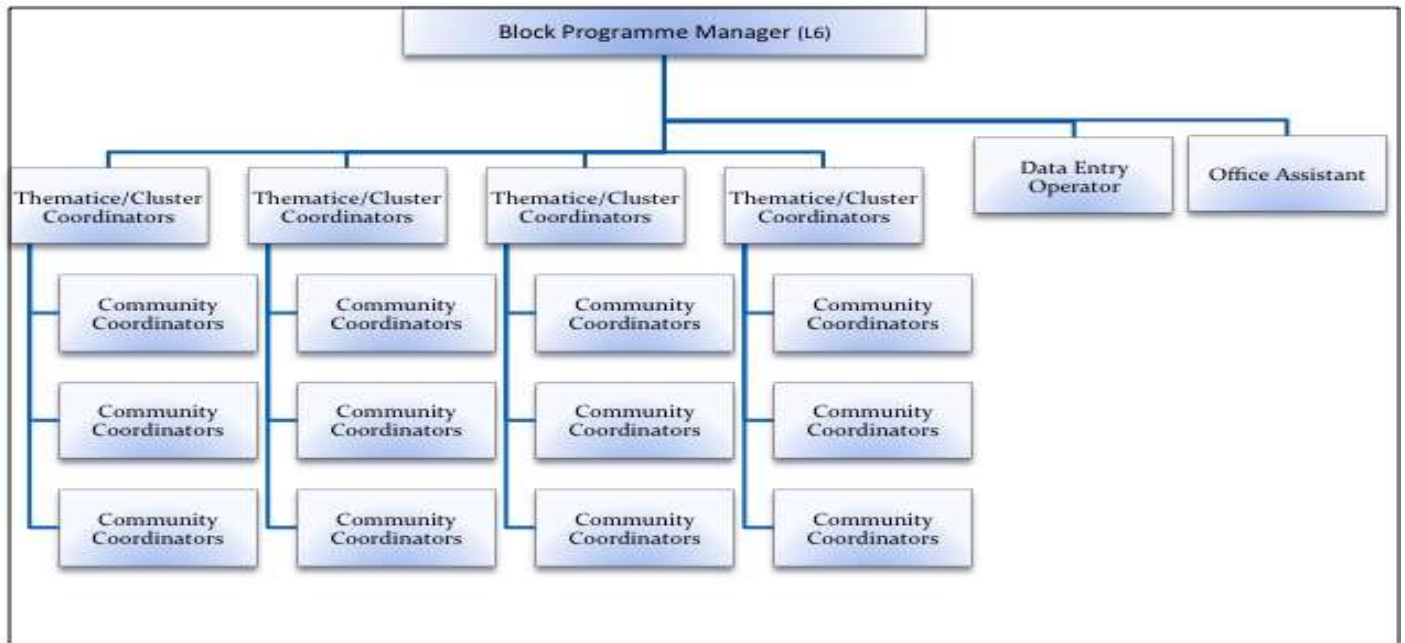 Block Programme Manager (L6)
Data Entry
Operator
Office Assistant
Thematice/Cluster
Coordinators
Thematice/Cluster
Coordinators
Thematice/Cluster
Coordinators
Thematice/Cluster
Coordinators
Community
Coordinators
Community
Coordinators
Community
Coordinators
Community
Coordinators
Community
Coordinators
Community
Coordinators
Community
Coordinators
Community
Coordinators
Community
Coordinators
Community
Coordinators
Community
Coordinators
Community
Coordinators